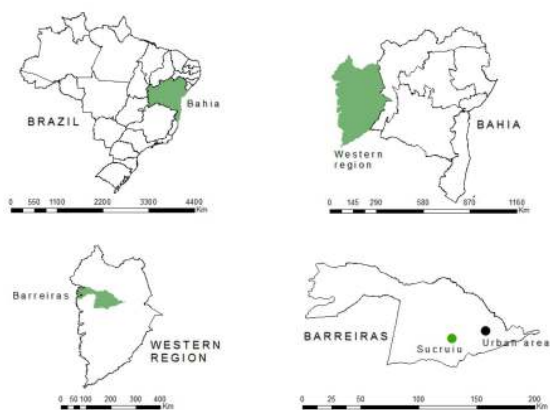 BRAZIL
Bahia
0 550 1100 2200 3300 4400
Km
Western
region
BAHIA
0 145 290 580 870 1160
Km
Barreiras
WESTERN
REGION
0 50 100 200 300 400
Km
BARREIRAS
Sucruiu
Urban area
0 25 50 100 150 200
Km